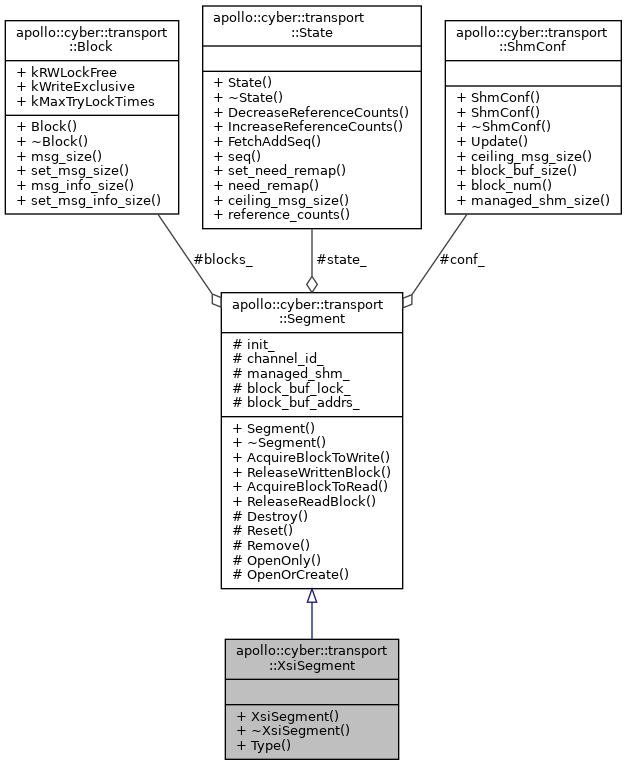 apollo::cyber::transport
::Block
+ kRWLockFree
+ kWriteExclusive
+ kMaxTryLockTimes
+ Block()
+ ~Block()
+ msg_size()
+ set_msg_size()
+ msg_info_size()
+ set_msg_info_size()
apollo::cyber::transport
::State
+ State()
+ ~State()
+ DecreaseReferenceCounts()
+ IncreaseReferenceCounts()
+ FetchAddSeq()
+ seq()
+ set_need_remap()
+ need_remap()
+ ceiling_msg_size()
+ reference_counts()
apollo::cyber::transport
::ShmConf
+ ShmConf()
+ ShmConf()
+ ~ShmConf()
+ Update()
+ ceiling_msg_size()
+ block_buf_size()
+ block_num()
+ managed_shm_size()
#blocks_
#state_
#conf_
apollo::cyber::transport
::Segment
# init_
# channel_id_
# managed_shm_
# block_buf_lock_
# block_buf_addrs_
+ Segment()
+ ~Segment()
+ AcquireBlockToWrite()
+ ReleaseWrittenBlock()
+ AcquireBlockToRead()
+ ReleaseReadBlock()
# Destroy()
# Reset()
# Remove()
# OpenOnly()
# OpenOrCreate()
apollo::cyber::transport
::XsiSegment
+ XsiSegment()
+ ~XsiSegment()
+ Type()